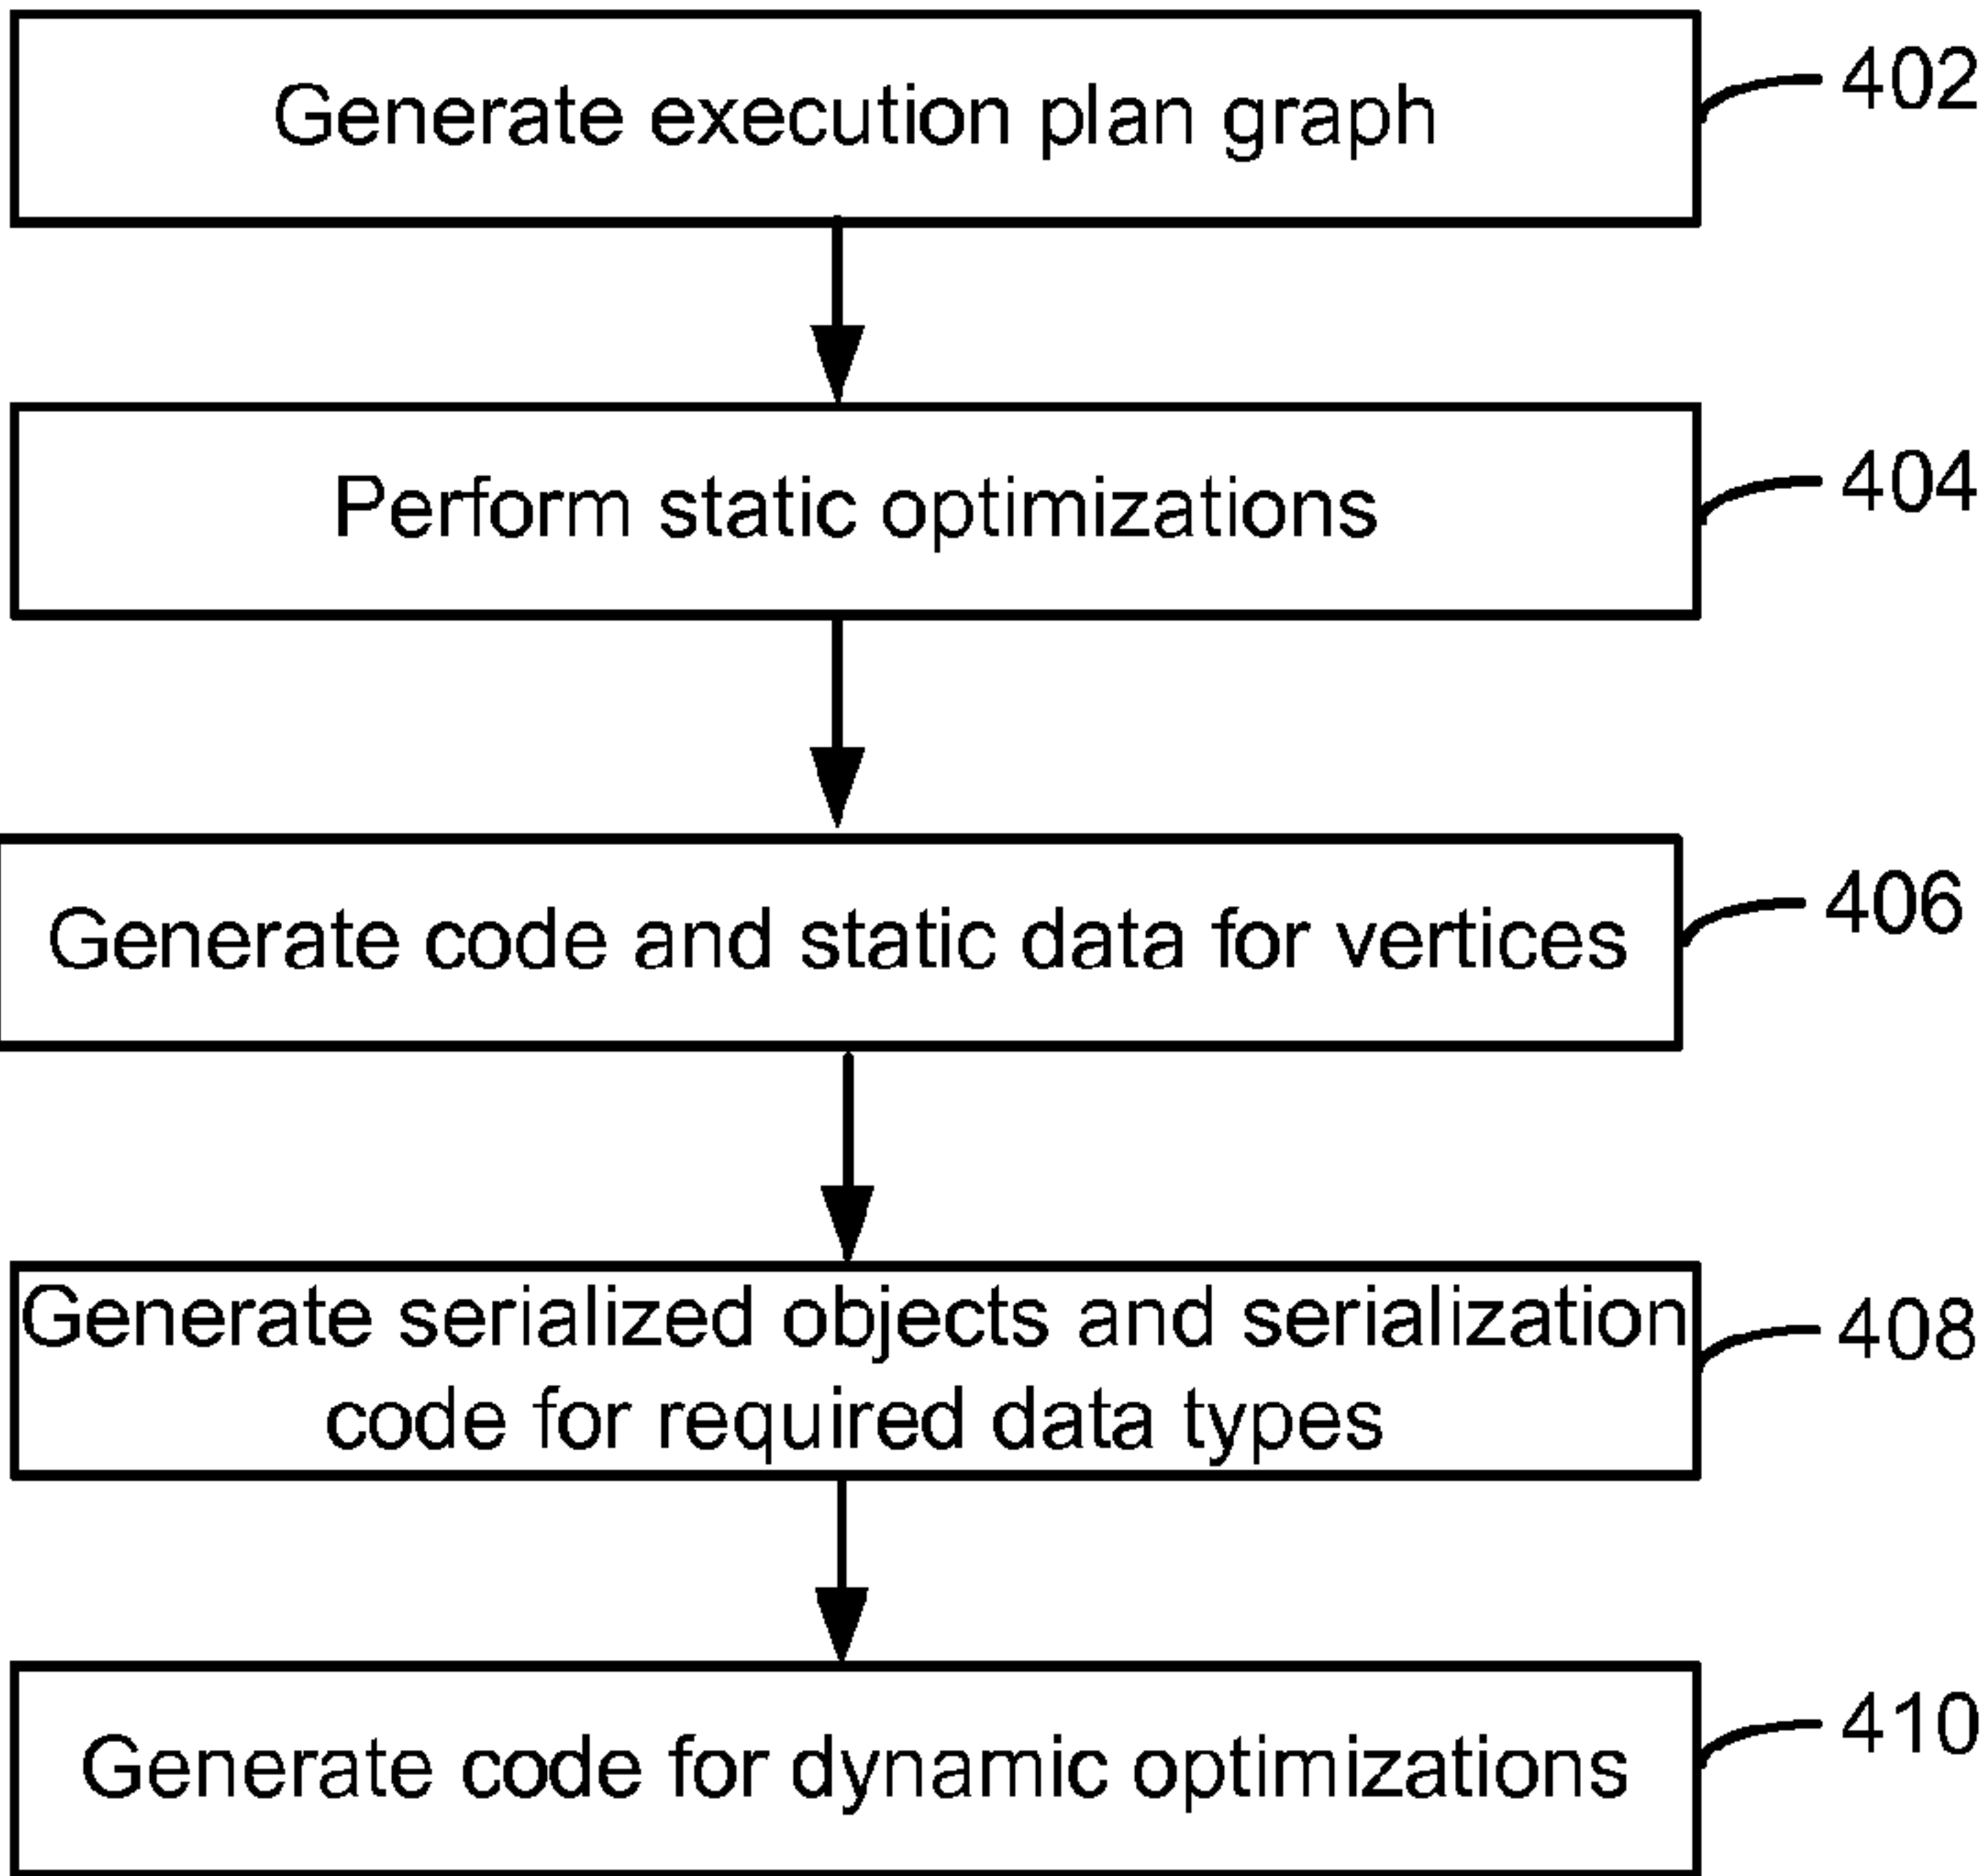 Generate execution plan graph
402
Perform static optimizations
404
Generate code and static data for vertices
406
Generate serialized objects and serialization
code for required data types
408
Generate code for dynamic optimizations
410